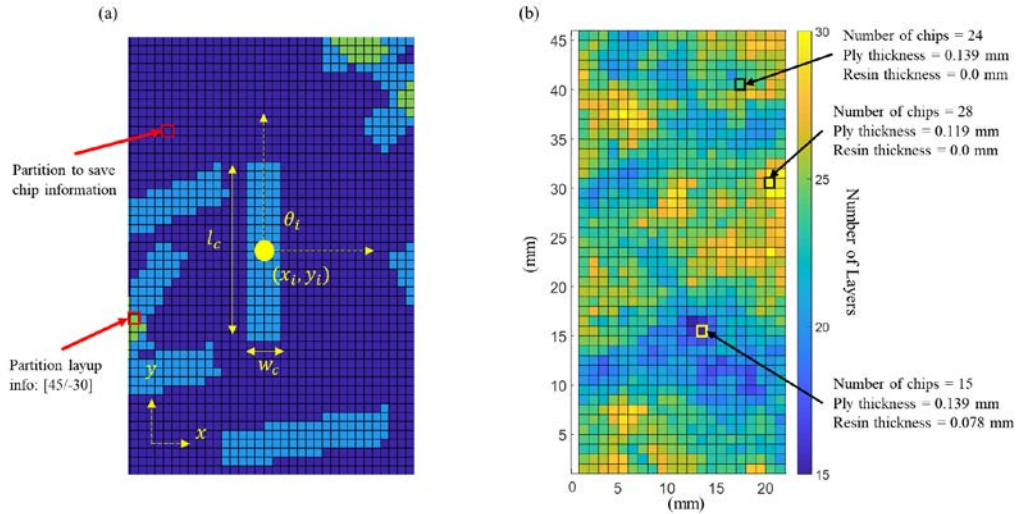 (a)
Partition to save
chip information
Partition layup
info: [45/-30]
l_c
θ_i
(x_i, y_i)
w_c
y
x
(b)
45
40
35
30
25
20
15
10
5
0
5
10
15
20
(mm)
(mm)
30
25
20
15
Number of Layers
Number of chips = 24
Ply thickness = 0.139 mm
Resin thickness = 0.0 mm
Number of chips = 28
Ply thickness = 0.119 mm
Resin thickness = 0.0 mm
Number of chips = 15
Ply thickness = 0.139 mm
Resin thickness = 0.078 mm